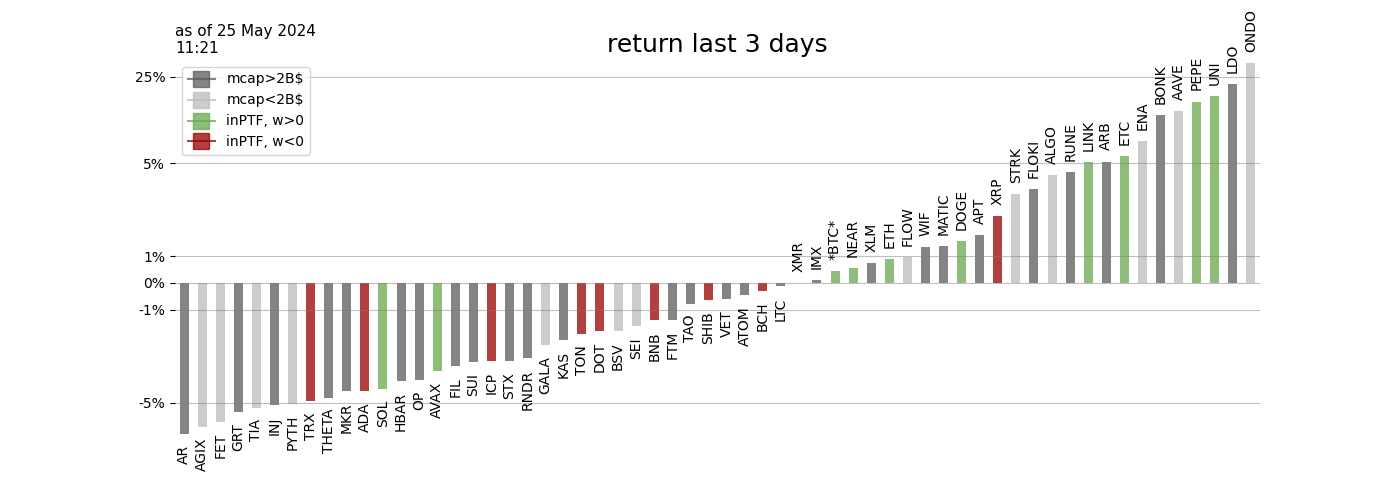 as of 25 May 2024
11:21
return last 3 days
mcap>2B$
mcap<2B$
inPTF, w>0
inPTF, w<0
25%
5%
1%
0%
-1%
-5%
AR
AGIX
FET
GRT
TIA
INJ
PYTH
TRX
THETA
MKR
ADA
SOL
HBAR
OP
AVAX
FIL
SUI
ICP
STX
RNDR
GALA
KAS
TON
DOT
BSV
SEI
BNB
FTM
TAO
SHIB
VET
ATOM
BCH
LTC
XMR
IMX
*BTC*
NEAR
XLM
ETH
FLOW
WIF
MATIC
DOGE
APT
XRP
STRK
FLOKI
ALGO
RUNE
LINK
ARB
ETC
ENA
BONK
AAVE
PEPE
UNI
LDO
ONDO